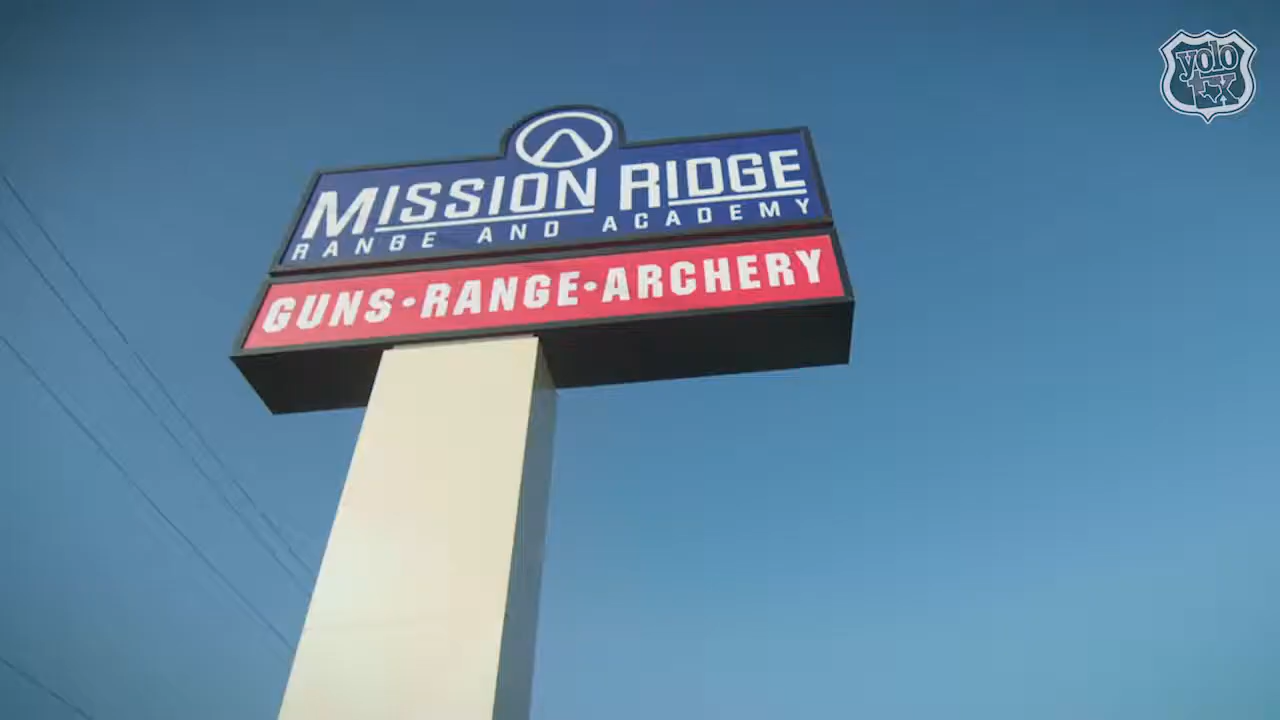 MISSION RIDGE
RANGE AND ACADEMY
GUNS·RANGE·ARCHERY
yolo
TX